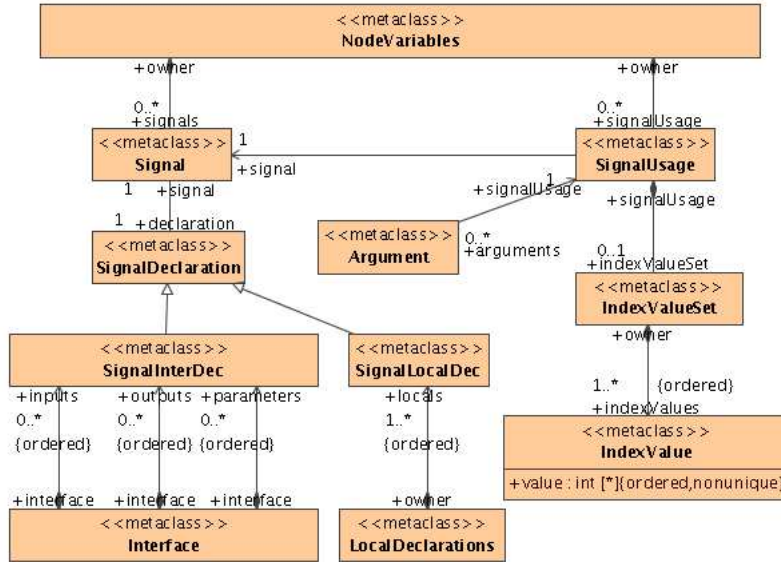 <<metaclass>>
NodeVariables
+owner
+owner
0..*
+signals
0..*
+signalUsage
<<metaclass>>
Signal
1
+signal
<<metaclass>>
SignalUsage
1
+signal
1
+signalUsage
+signalUsage
1
+declaration
<<metaclass>>
SignalDeclaration
<<metaclass>>
Argument
0..*
+arguments
0..1
+indexValueSet
<<metaclass>>
IndexValueSet
+owner
<<metaclass>>
SignalInterDec
<<metaclass>>
SignalLocalDec
+inputs
+outputs
+parameters
+locals
0..*
0..*
0..*
1..*
{ordered}
{ordered}
{ordered}
{ordered}
1..*
{ordered}
+indexValues
<<metaclass>>
IndexValue
+value : int [*]{ordered,nonunique}
+interface
+interface
+interface
+owner
<<metaclass>>
Interface
<<metaclass>>
LocalDeclarations